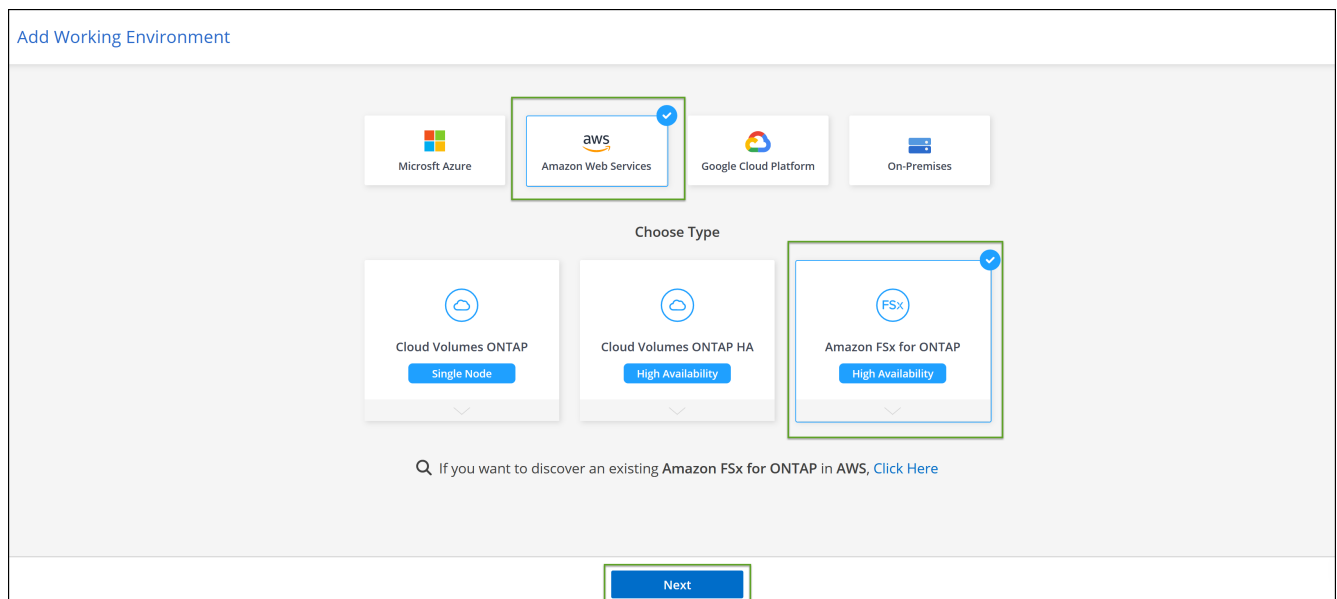 Add Working Environment
Microsft Azure
aws
Amazon Web Services
Google Cloud Platform
On-Premises
Choose Type
Cloud Volumes ONTAP
Single Node
Cloud Volumes ONTAP HA
High Availability
FSx
Amazon FSx for ONTAP
High Availability
If you want to discover an existing Amazon FSx for ONTAP in AWS, Click Here
Next